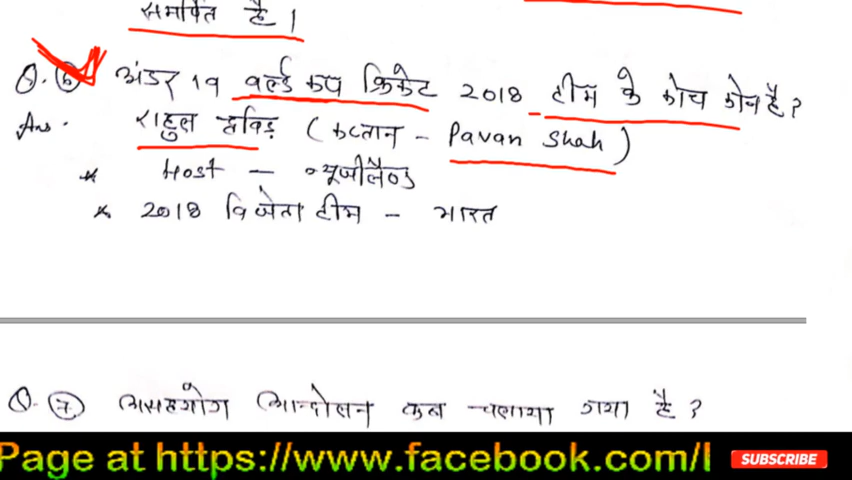 समर्पित है।
Q. (6) अंडर 19 वर्ल्ड कप क्रिकेट 2018 टीम के कोच कौन है?
Ans. राहुल द्रविड़ (कप्तान - Pavan Shah)
* Host - न्यूजीलैण्ड
* 2018 विजेता टीम - भारत
Q. (7) असहयोग आन्दोलन कब चलाया गया है?
Page at https://www.facebook.com/l
SUBSCRIBE